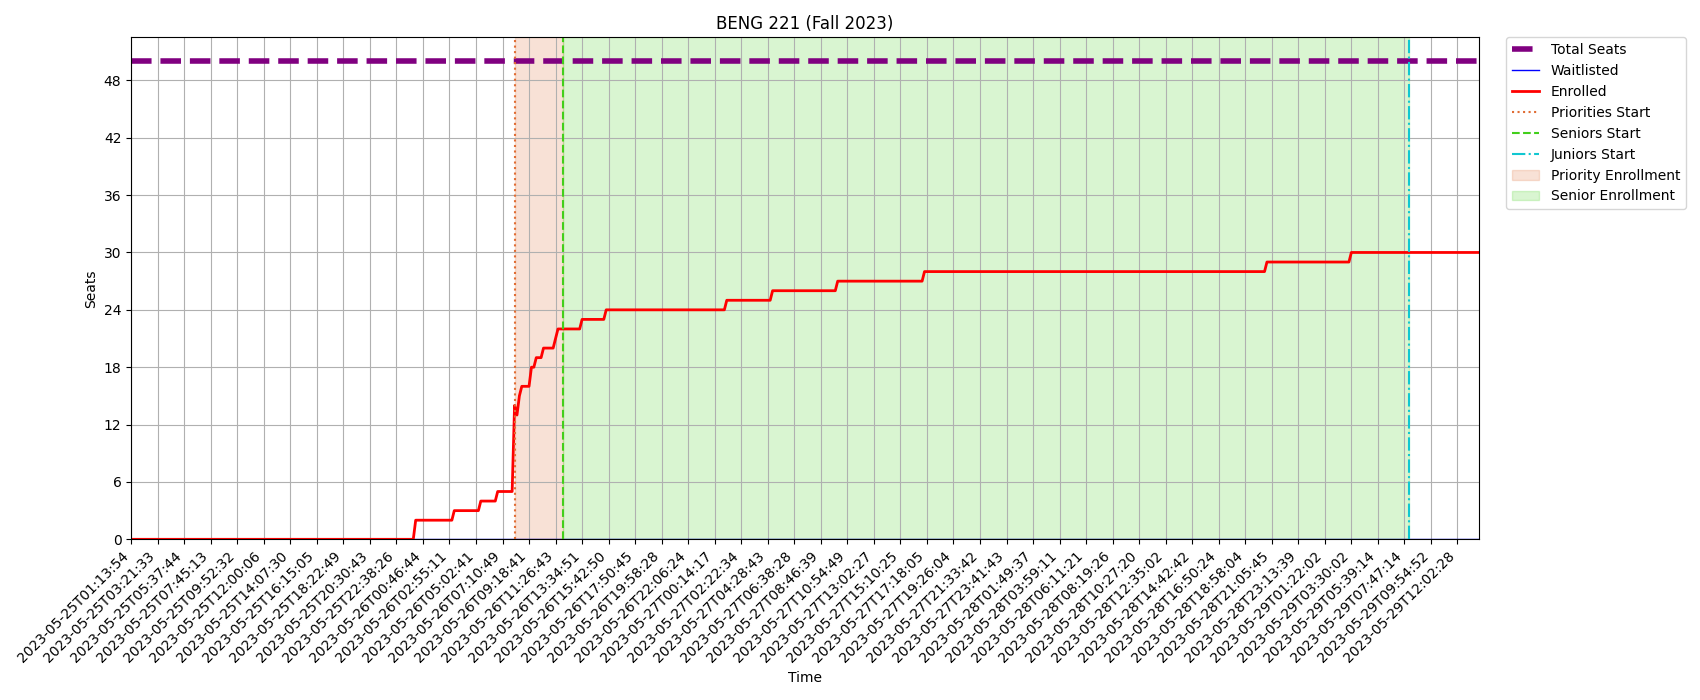 BENG 221 (Fall 2023)
Total Seats
Waitlisted
Enrolled
Priorities Start
Seniors Start
Juniors Start
Priority Enrollment
Senior Enrollment
Seats
48
42
36
30
24
18
12
6
0
2023-05-25T01:13:54
2023-05-25T03:21:33
2023-05-25T05:37:44
2023-05-25T07:45:13
2023-05-25T09:52:32
2023-05-25T12:00:06
2023-05-25T14:07:30
2023-05-25T16:15:05
2023-05-25T18:22:49
2023-05-25T20:30:43
2023-05-25T22:38:26
2023-05-26T00:46:44
2023-05-26T02:55:11
2023-05-26T05:02:41
2023-05-26T07:10:49
2023-05-26T09:18:41
2023-05-26T11:26:43
2023-05-26T13:34:51
2023-05-26T15:42:50
2023-05-26T17:50:45
2023-05-26T19:58:28
2023-05-26T22:06:24
2023-05-27T00:14:17
2023-05-27T02:22:34
2023-05-27T04:28:43
2023-05-27T06:38:28
2023-05-27T08:46:39
2023-05-27T10:54:49
2023-05-27T13:02:27
2023-05-27T15:10:25
2023-05-27T17:18:05
2023-05-27T19:26:04
2023-05-27T21:33:42
2023-05-27T23:41:43
2023-05-28T01:49:37
2023-05-28T03:59:11
2023-05-28T06:11:21
2023-05-28T08:19:26
2023-05-28T10:27:20
2023-05-28T12:35:02
2023-05-28T14:42:42
2023-05-28T16:50:24
2023-05-28T18:58:04
2023-05-28T21:05:45
2023-05-28T23:13:39
2023-05-29T01:22:02
2023-05-29T03:30:02
2023-05-29T05:39:14
2023-05-29T07:47:14
2023-05-29T09:54:52
2023-05-29T12:02:28
Time